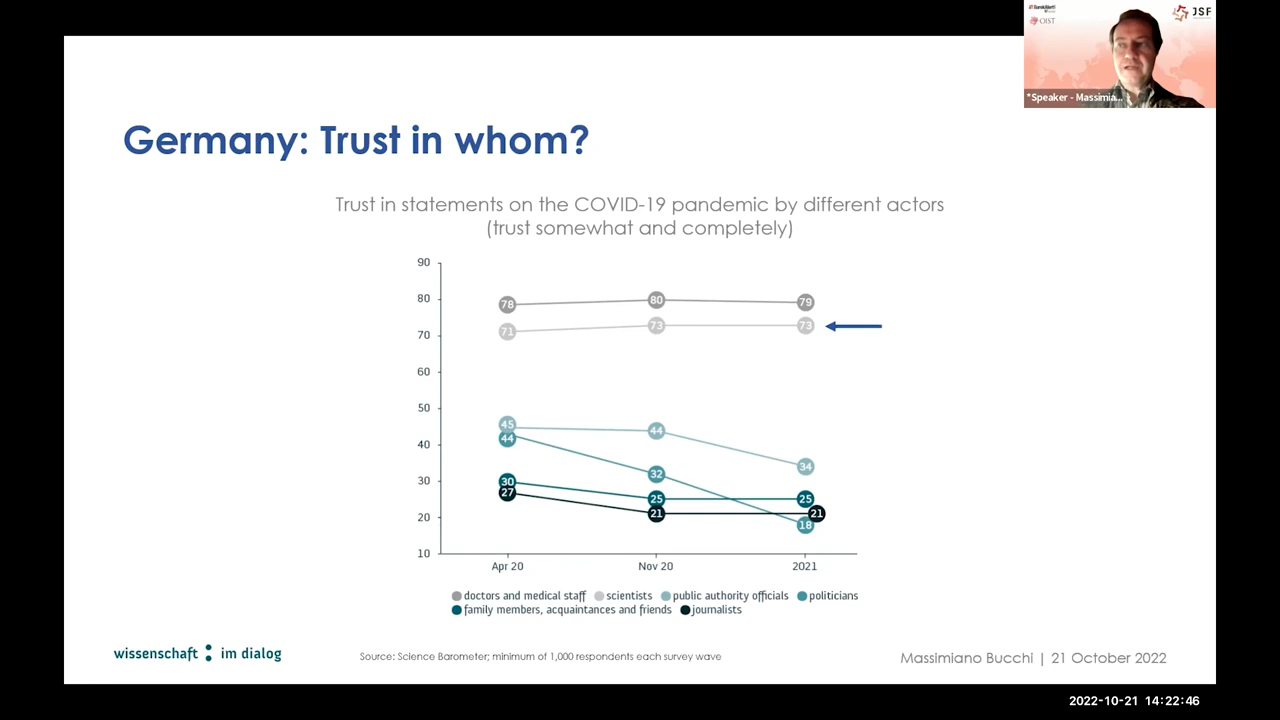 EurekAlert!
OIST
JSF
*Speaker - Massimia...
Germany: Trust in whom?
Trust in statements on the COVID-19 pandemic by different actors
(trust somewhat and completely)
90
80
70
60
50
40
30
20
10
78
80
79
71
73
73
45
44
34
44
32
18
30
25
25
27
21
21
Apr 20
Nov 20
2021
doctors and medical staff scientists public authority officials politicians
family members, acquaintances and friends journalists
wissenschaft : im dialog
Source: Science Barometer; minimum of 1,000 respondents each survey wave
Massimiano Bucchi | 21 October 2022
2022-10-21 14:22:46